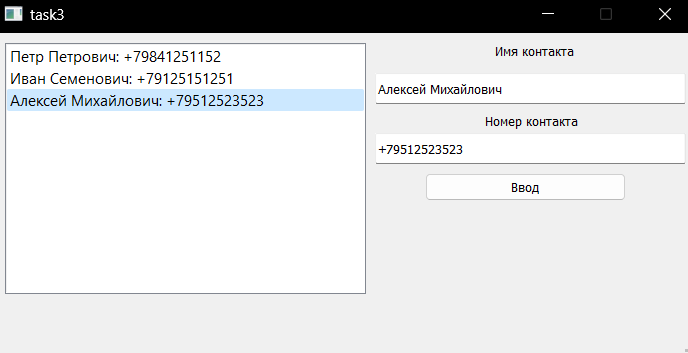 task3
Петр Петрович: +79841251152
Иван Семенович: +79125151251
Алексей Михайлович: +79512523523
Имя контакта
Алексей Михайлович
Номер контакта
+79512523523
Ввод